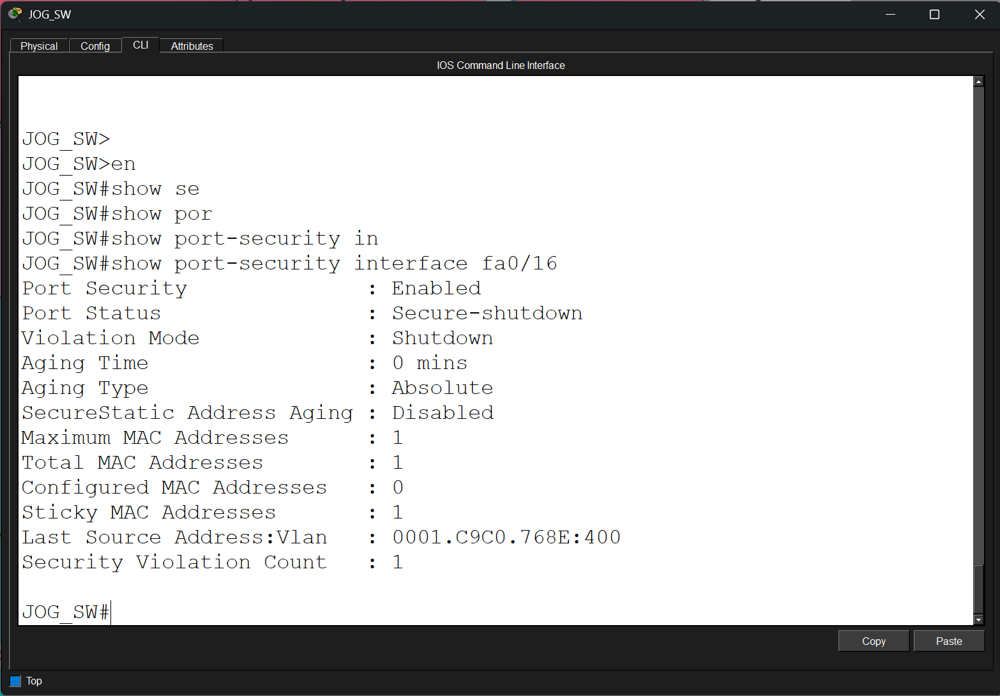 JOG_SW
Physical Config CLI Attributes
IOS Command Line Interface
JOG_SW>
JOG_SW>en
JOG_SW#show se
JOG_SW#show por
JOG_SW#show port-security in
JOG_SW#show port-security interface fa0/16
Port Security              : Enabled
Port Status                : Secure-shutdown
Violation Mode             : Shutdown
Aging Time                 : 0 mins
Aging Type                 : Absolute
SecureStatic Address Aging : Disabled
Maximum MAC Addresses      : 1
Total MAC Addresses        : 1
Configured MAC Addresses   : 0
Sticky MAC Addresses       : 1
Last Source Address:Vlan   : 0001.C9C0.768E:400
Security Violation Count   : 1
JOG_SW#
Copy Paste
Top